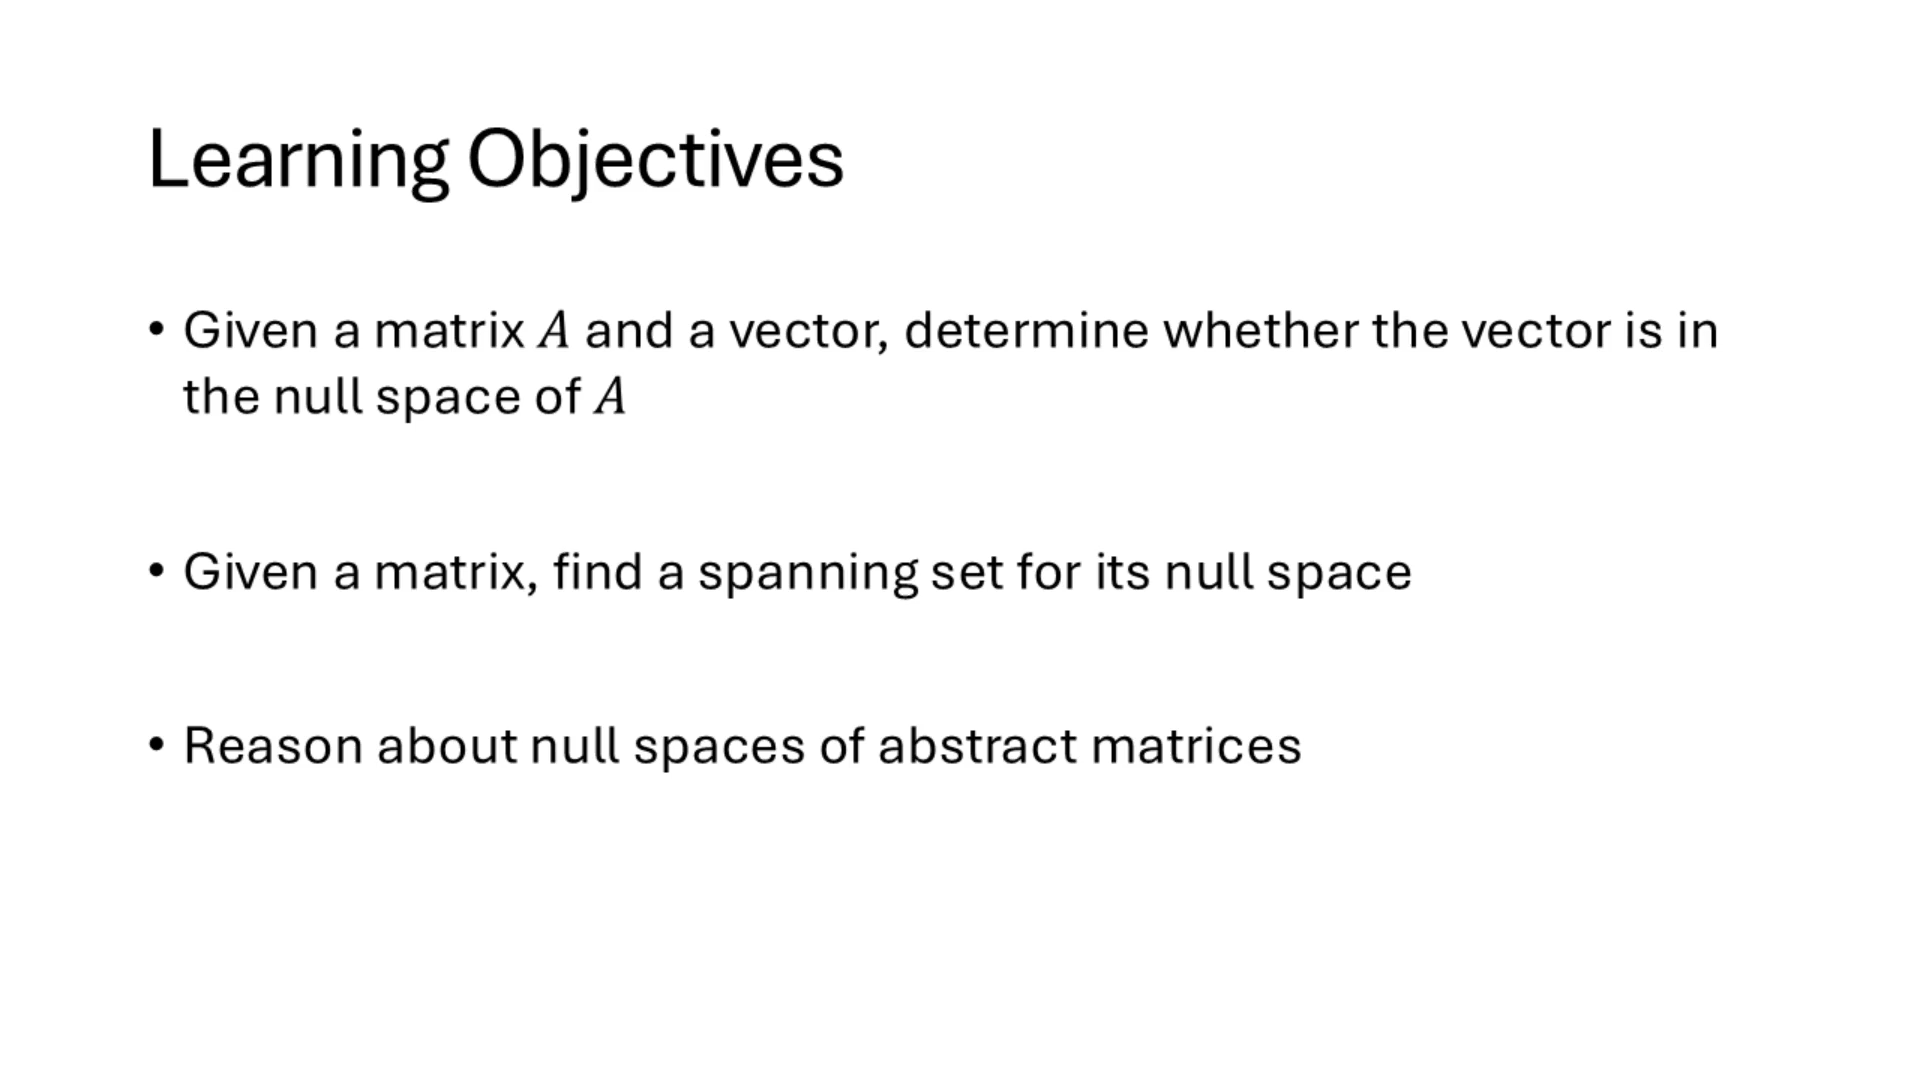 Learning Objectives
• Given a matrix A and a vector, determine whether the vector is in
the null space of A
• Given a matrix, find a spanning set for its null space
• Reason about null spaces of abstract matrices